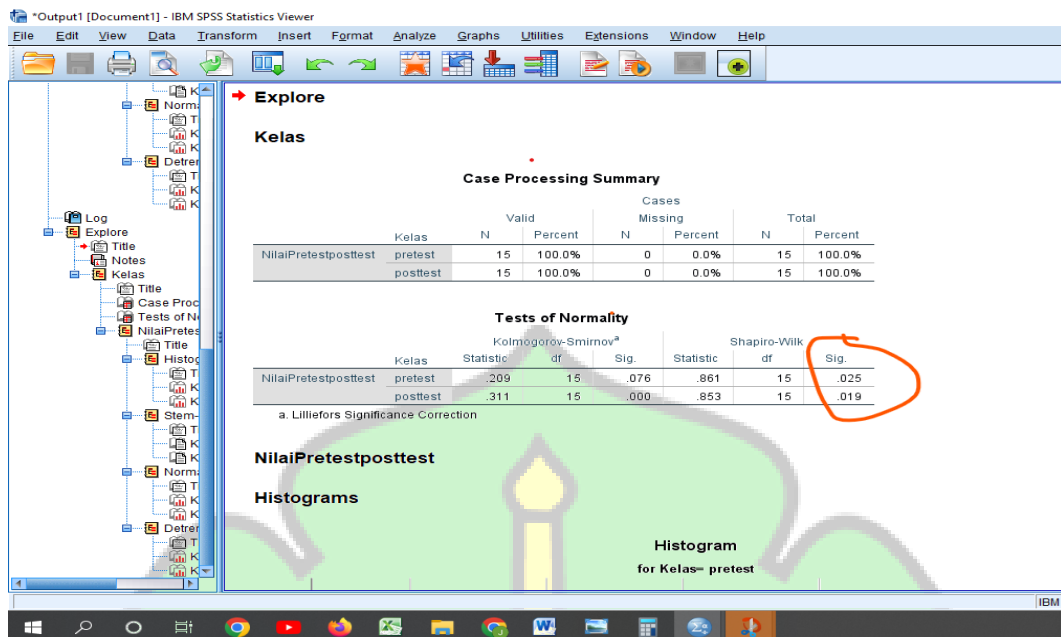 *Output1 [Document1] - IBM SPSS Statistics Viewer
File Edit View Data Transform Insert Format Analyze Graphs Utilities Extensions Window Help
K
Norma
Ti
K
K
Detrer
T
K
K
Log
Explore
Title
Notes
Kelas
Title
Case Proc
Tests of No
NilaiPretes
Title
Histog
T
K
K
Stem-
T
K
K
Norma
T
K
K
Detrer
T
K
K
Explore
Kelas
Case Processing Summary
Cases
Valid Missing Total
Kelas N Percent N Percent N Percent
NilaiPretestposttest pretest 15 100.0% 0 0.0% 15 100.0%
posttest 15 100.0% 0 0.0% 15 100.0%
Tests of Normality
Kolmogorov-Smirnovª Shapiro-Wilk
Kelas Statistic df Sig. Statistic df Sig.
NilaiPretestposttest pretest .209 15 .076 .861 15 .025
posttest .311 15 .000 .853 15 .019
a. Lilliefors Significance Correction
NilaiPretestposttest
Histograms
Histogram
for Kelas= pretest
IBM